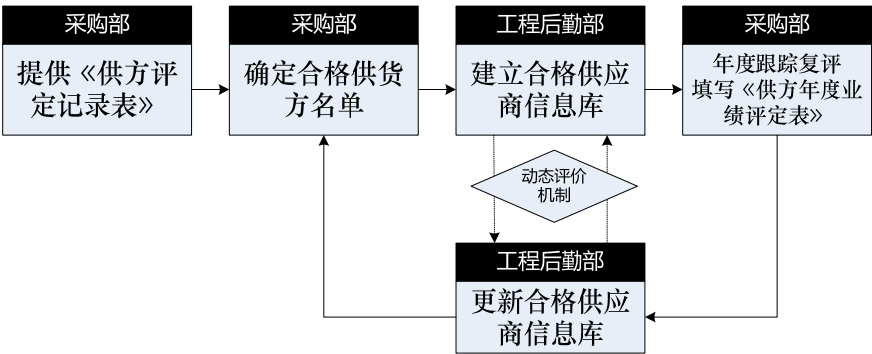 采购部
提供《供方评
定记录表》
采购部
确定合格供货
方名单
工程后勤部
建立合格供应
商信息库
采购部
年度跟踪复评
填写《供方年度业
绩评定表》
动态评价
机制
工程后勤部
更新合格供应
商信息库